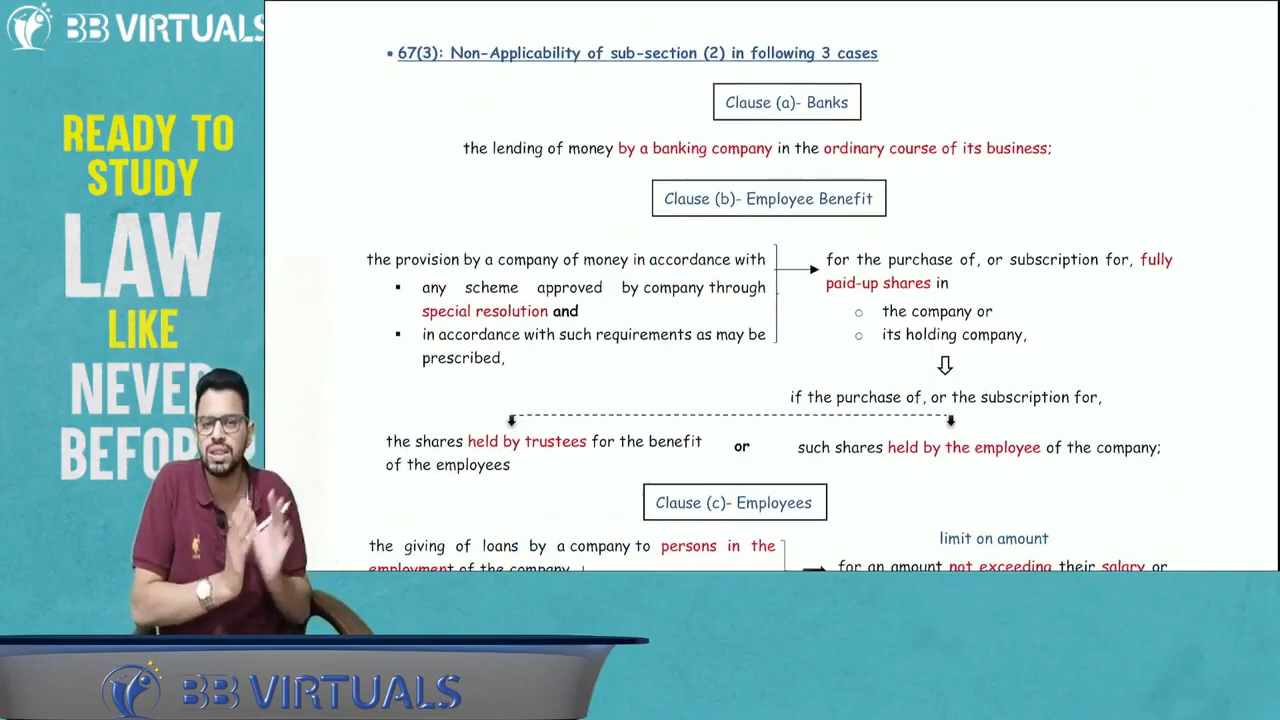 BB VIRTUALS
READY TO
STUDY
LAW
LIKE
NEVER
BEFOR
• 67(3): Non-Applicability of sub-section (2) in following 3 cases
Clause (a)- Banks
the lending of money by a banking company in the ordinary course of its business;
Clause (b)- Employee Benefit
the provision by a company of money in accordance with
▪ any scheme approved by company through
special resolution and
▪ in accordance with such requirements as may be
prescribed,
for the purchase of, or subscription for, fully
paid-up shares in
○ the company or
○ its holding company,
if the purchase of, or the subscription for,
the shares held by trustees for the benefit
of the employees
or
such shares held by the employee of the company;
Clause (c)- Employees
the giving of loans by a company to persons in the
employment of the company
limit on amount
for an amount not exceeding their salary or
BB VIRTUALS